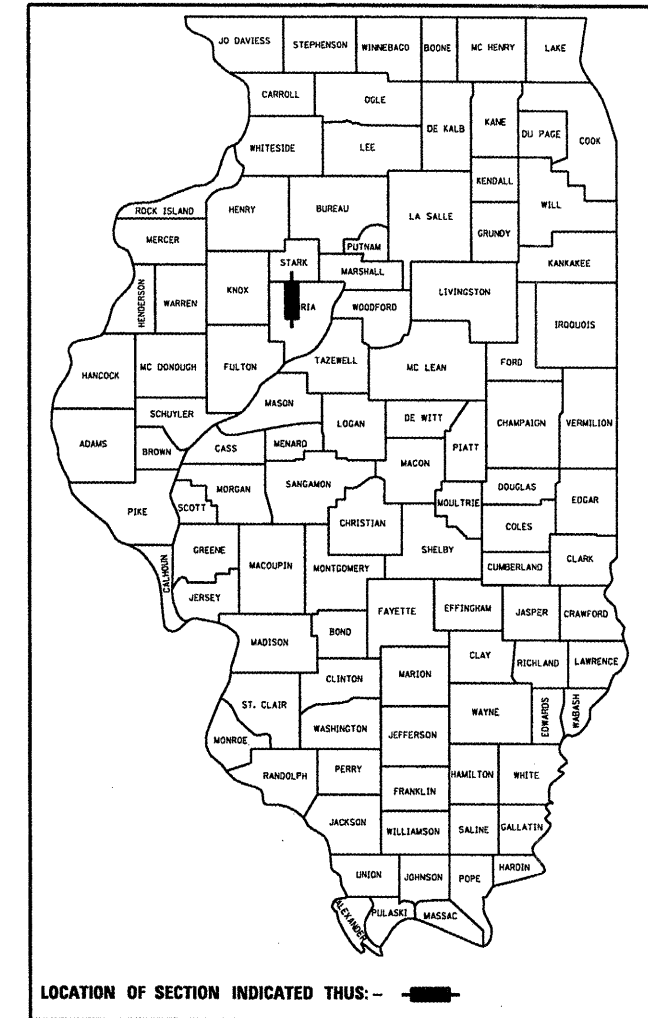 JO DAVIESS STEPHENSON WINNEBAGO BOONE MC HENRY LAKE
CARROLL OGLE DE KALB KANE DU PAGE COOK
WHITESIDE LEE KENDALL WILL
ROCK ISLAND HENRY BUREAU LA SALLE GRUNDY
MERCER PUTNAM KANKAKEE
STARK MARSHALL
HENDERSON WARREN KNOX RIA WOODFORD LIVINGSTON IROQUOIS
HANCOCK MC DONOUGH FULTON TAZEWELL MC LEAN FORD
SCHUYLER MASON LOGAN DE WITT CHAMPAIGN VERMILION
ADAMS BROWN CASS MENARD MACON PIATT
PIKE SCOTT MORGAN SANGAMON MOULTRIE DOUGLAS EDGAR
CHRISTIAN COLES
CALHOUN GREENE MACOUPIN MONTGOMERY SHELBY CUMBERLAND CLARK
JERSEY FAYETTE EFFINGHAM JASPER CRAWFORD
MADISON BOND CLAY RICHLAND LAWRENCE
CLINTON MARION
ST. CLAIR WASHINGTON WAYNE EDWARDS WABASH
MONROE JEFFERSON
RANDOLPH PERRY HAMILTON WHITE
FRANKLIN
JACKSON WILLIAMSON SALINE GALLATIN
UNION JOHNSON POPE HARDIN
ALEXANDER PULASKI MASSAC
LOCATION OF SECTION INDICATED THUS: -